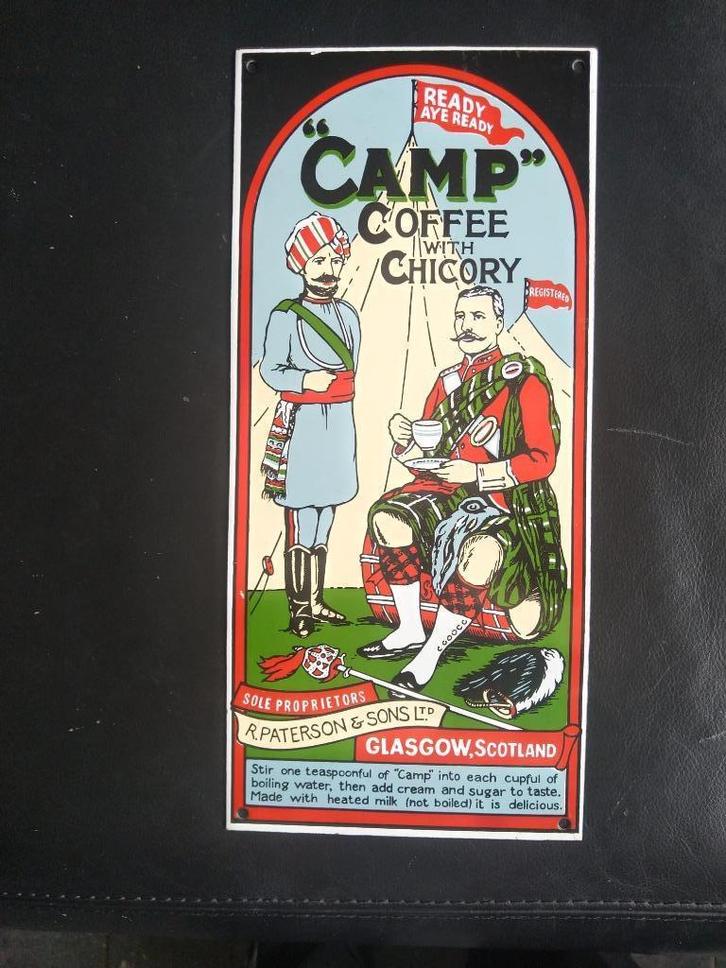 READY
AYE READY
"CAMP"
COFFEE
WITH
CHICORY
REGISTERED
SOLE PROPRIETORS
R. PATERSON & SONS LTD
GLASGOW, SCOTLAND
Stir one teaspoonful of "Camp" into each cupful of
boiling water, then add cream and sugar to taste.
Made with heated milk (not boiled) it is delicious.